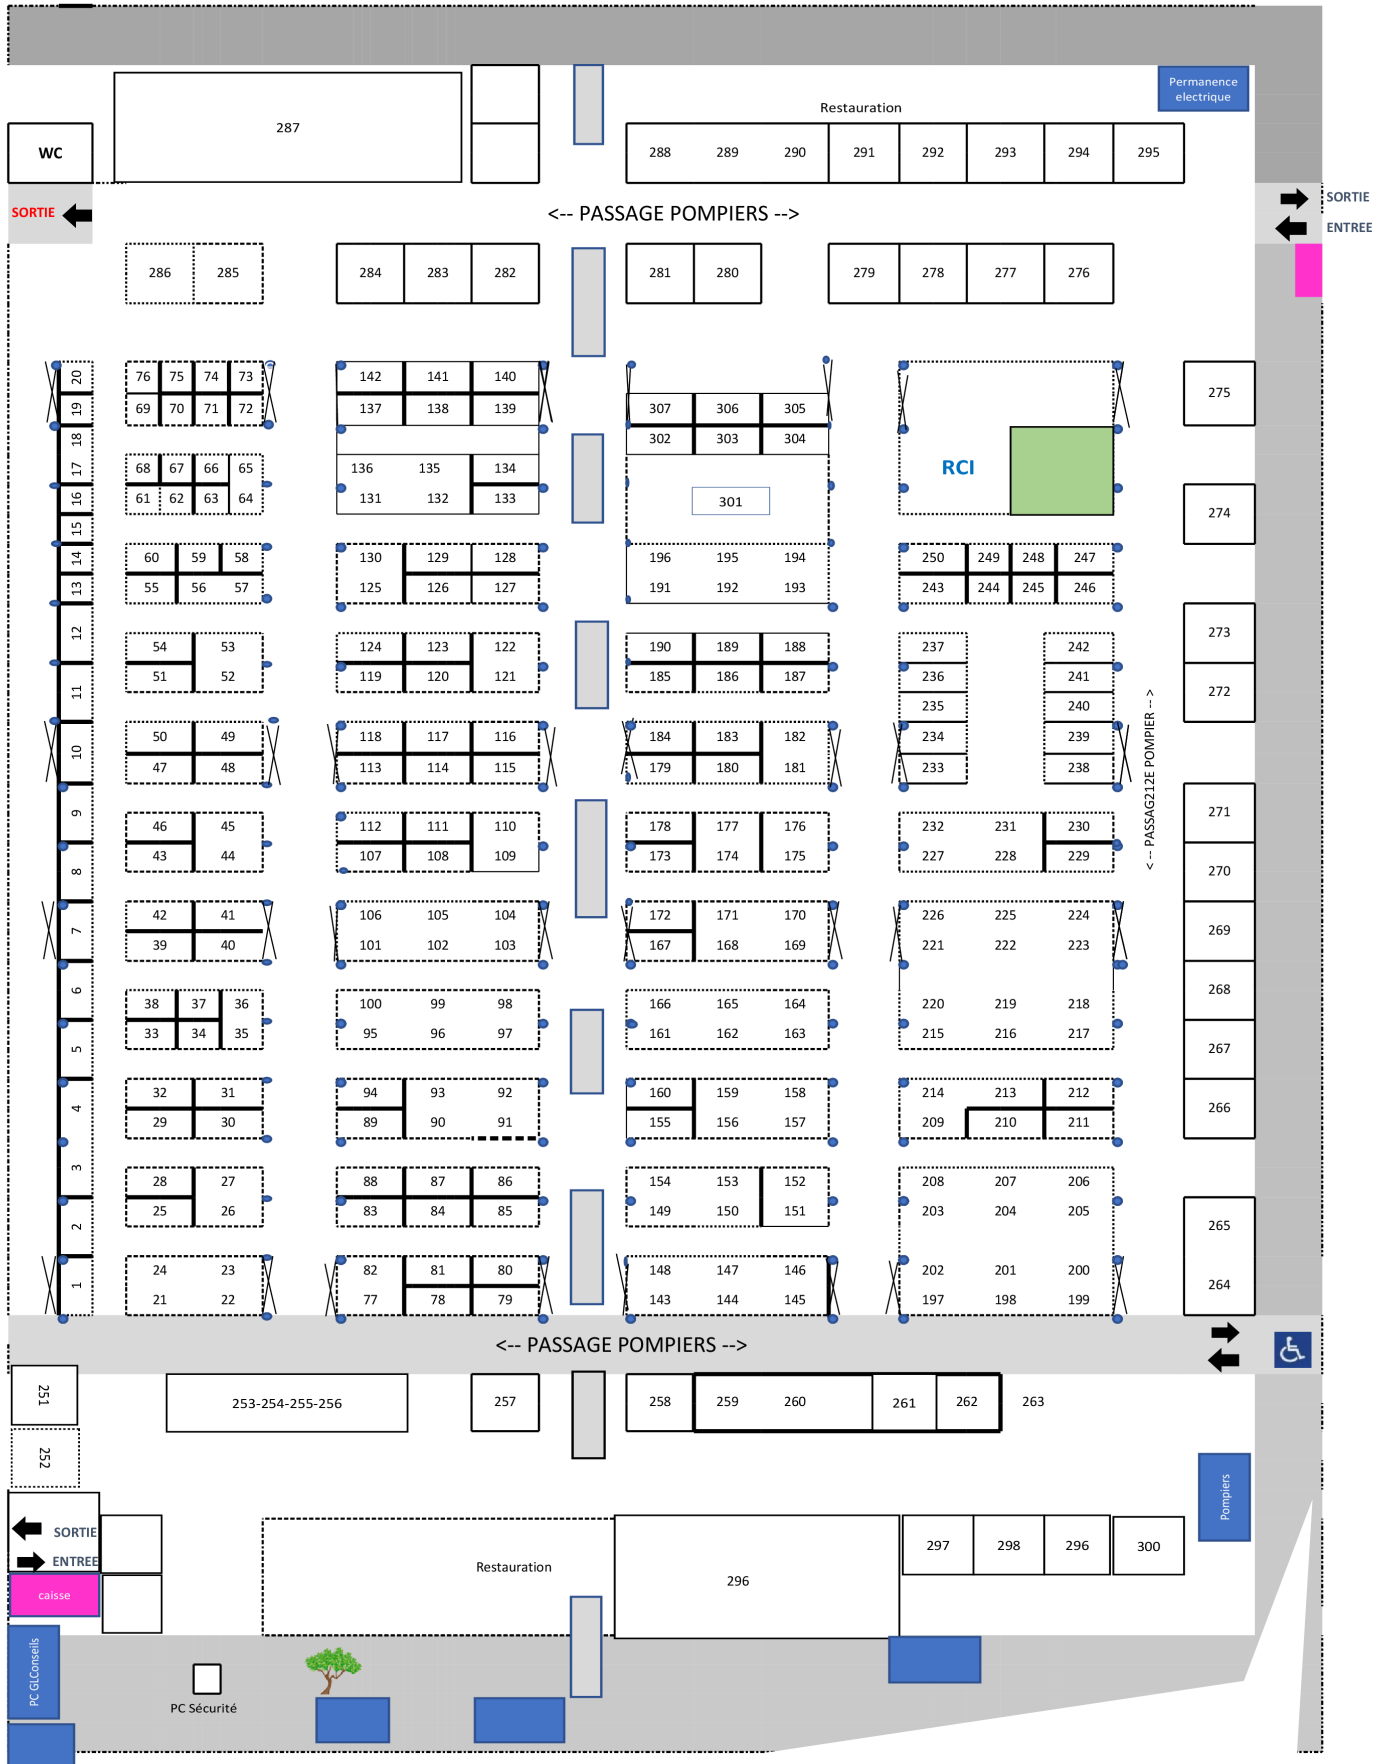 Permanence
electrique
Restauration
287
WC
288 289 290 291 292 293 294 295
SORTIE
<-- PASSAGE POMPIERS -->
SORTIE
ENTREE
286 285 284 283 282 281 280 279 278 277 276
20 76 75 74 73 142 141 140 275
19 69 70 71 72 137 138 139 307 306 305
18 302 303 304
17 68 67 66 65 136 135 134 RCI
16 61 62 63 64 131 132 133 301 274
15
14 60 59 58 130 129 128 196 195 194 250 249 248 247
13 55 56 57 125 126 127 191 192 193 243 244 245 246
12 54 53 124 123 122 190 189 188 237 242 273
11 51 52 119 120 121 185 186 187 236 241 272
235 240
<-- PASSAG212E POMPIER -->
10 50 49 118 117 116 184 183 182 234 239
47 48 113 114 115 179 180 181 233 238
9 46 45 112 111 110 178 177 176 232 231 230 271
8 43 44 107 108 109 173 174 175 227 228 229 270
7 42 41 106 105 104 172 171 170 226 225 224 269
39 40 101 102 103 167 168 169 221 222 223
6 38 37 36 100 99 98 166 165 164 220 219 218 268
5 33 34 35 95 96 97 161 162 163 215 216 217 267
4 32 31 94 93 92 160 159 158 214 213 212 266
29 30 89 90 91 155 156 157 209 210 211
3 28 27 88 87 86 154 153 152 208 207 206
2 25 26 83 84 85 149 150 151 203 204 205 265
1 24 23 82 81 80 148 147 146 202 201 200 264
21 22 77 78 79 143 144 145 197 198 199
<-- PASSAGE POMPIERS -->
251 253-254-255-256 257 258 259 260 261 262 263
252
Pompiers
SORTIE
ENTREE
Restauration
296
297 298 296 300
caisse
PC GLConseils
PC Sécurité